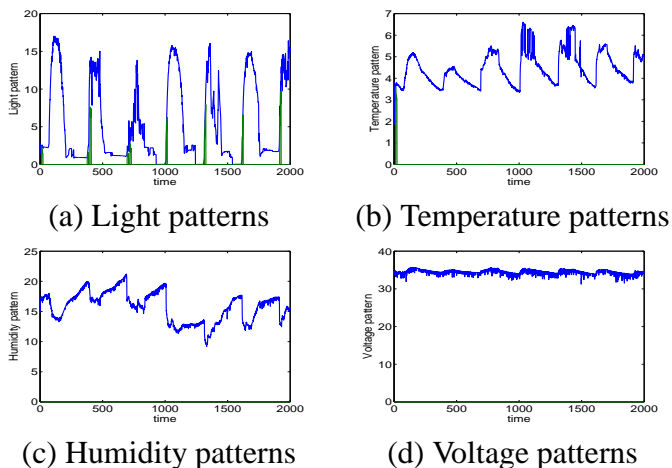 20
15
10
5
0
Light pattern
0 500 1000 1500 2000
time
(a) Light patterns
7
6
5
4
3
2
1
0
Temperature pattern
0 500 1000 1500 2000
time
(b) Temperature patterns
25
20
15
10
5
0
Humidity pattern
0 500 1000 1500 2000
time
(c) Humidity patterns
40
30
20
10
0
Voltage pattern
0 500 1000 1500 2000
time
(d) Voltage patterns